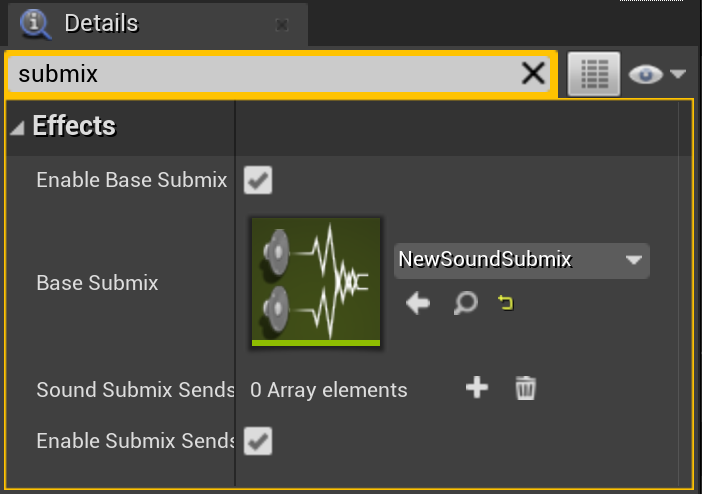 Details
submix
Effects
Enable Base Submix
Base Submix
NewSoundSubmix
Sound Submix Sends
0 Array elements
Enable Submix Sends